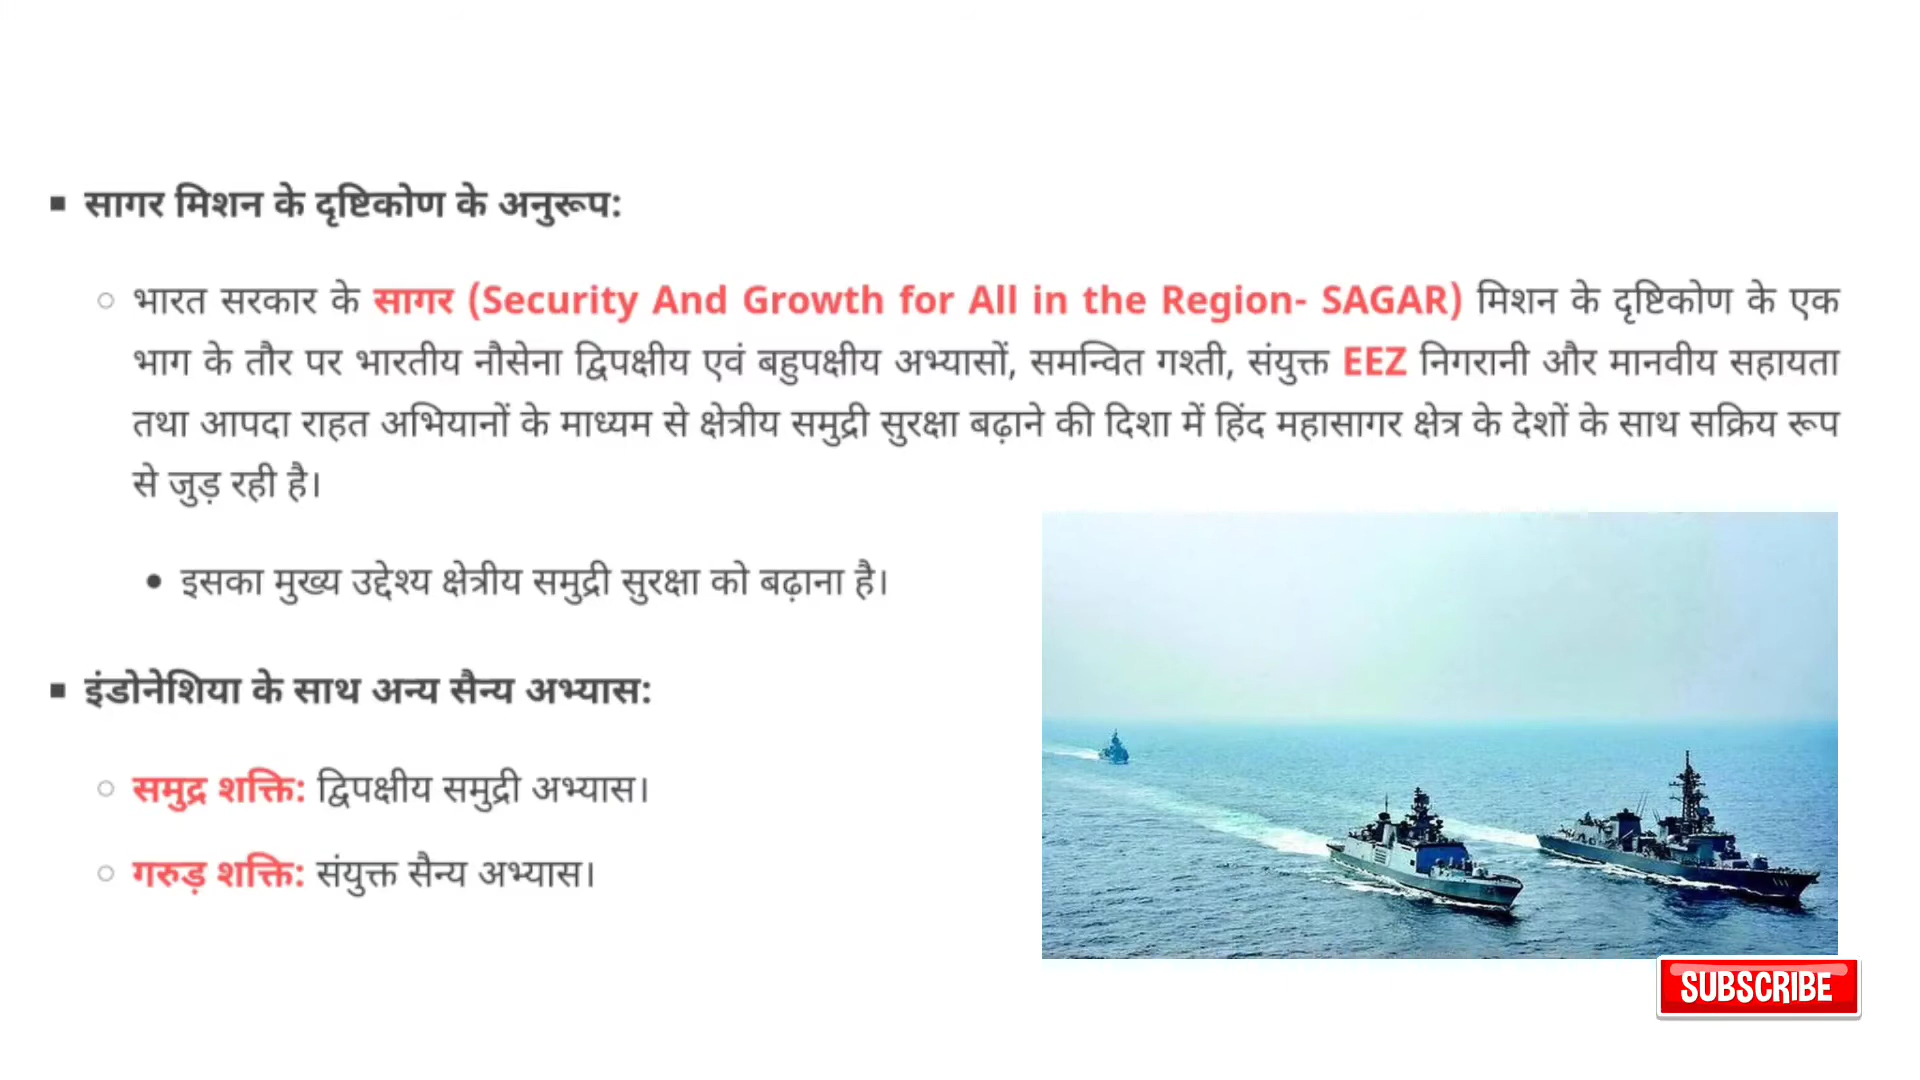 सागर मिशन के दृष्टिकोण के अनुरूप:
भारत सरकार के सागर (Security And Growth for All in the Region- SAGAR) मिशन के दृष्टिकोण के एक
भाग के तौर पर भारतीय नौसेना द्विपक्षीय एवं बहुपक्षीय अभ्यासों, समन्वित गश्ती, संयुक्त EEZ निगरानी और मानवीय सहायता
तथा आपदा राहत अभियानों के माध्यम से क्षेत्रीय समुद्री सुरक्षा बढ़ाने की दिशा में हिंद महासागर क्षेत्र के देशों के साथ सक्रिय रूप
से जुड़ रही है।
इसका मुख्य उद्देश्य क्षेत्रीय समुद्री सुरक्षा को बढ़ाना है।
इंडोनेशिया के साथ अन्य सैन्य अभ्यास:
समुद्र शक्ति: द्विपक्षीय समुद्री अभ्यास।
गरुड़ शक्ति: संयुक्त सैन्य अभ्यास।
SUBSCRIBE